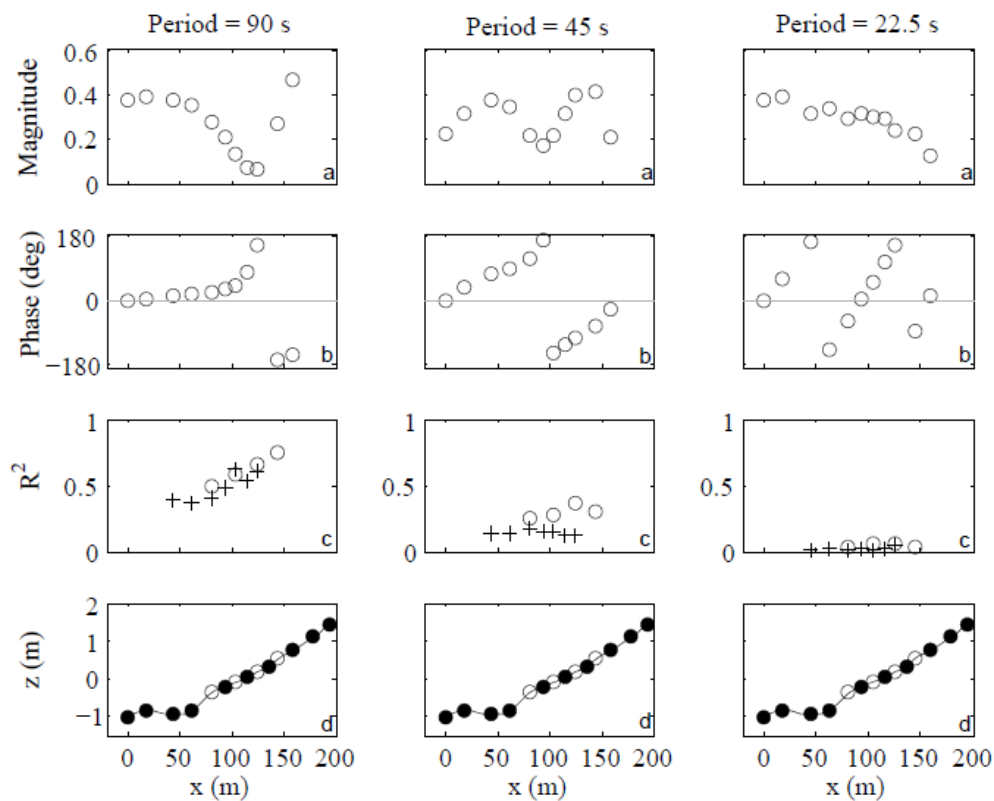 Period = 90 s Period = 45 s Period = 22.5 s
Magnitude
0.6
0.4
0.2
0
a a a
Phase (deg)
180
0
−180
b b b
R²
1 1 1
0.5 0.5 0.5
0 0 0
c c c
z (m)
2
1
0
−1
d d d
0 50 100 150 200 0 50 100 150 200 0 50 100 150 200
x (m) x (m) x (m)